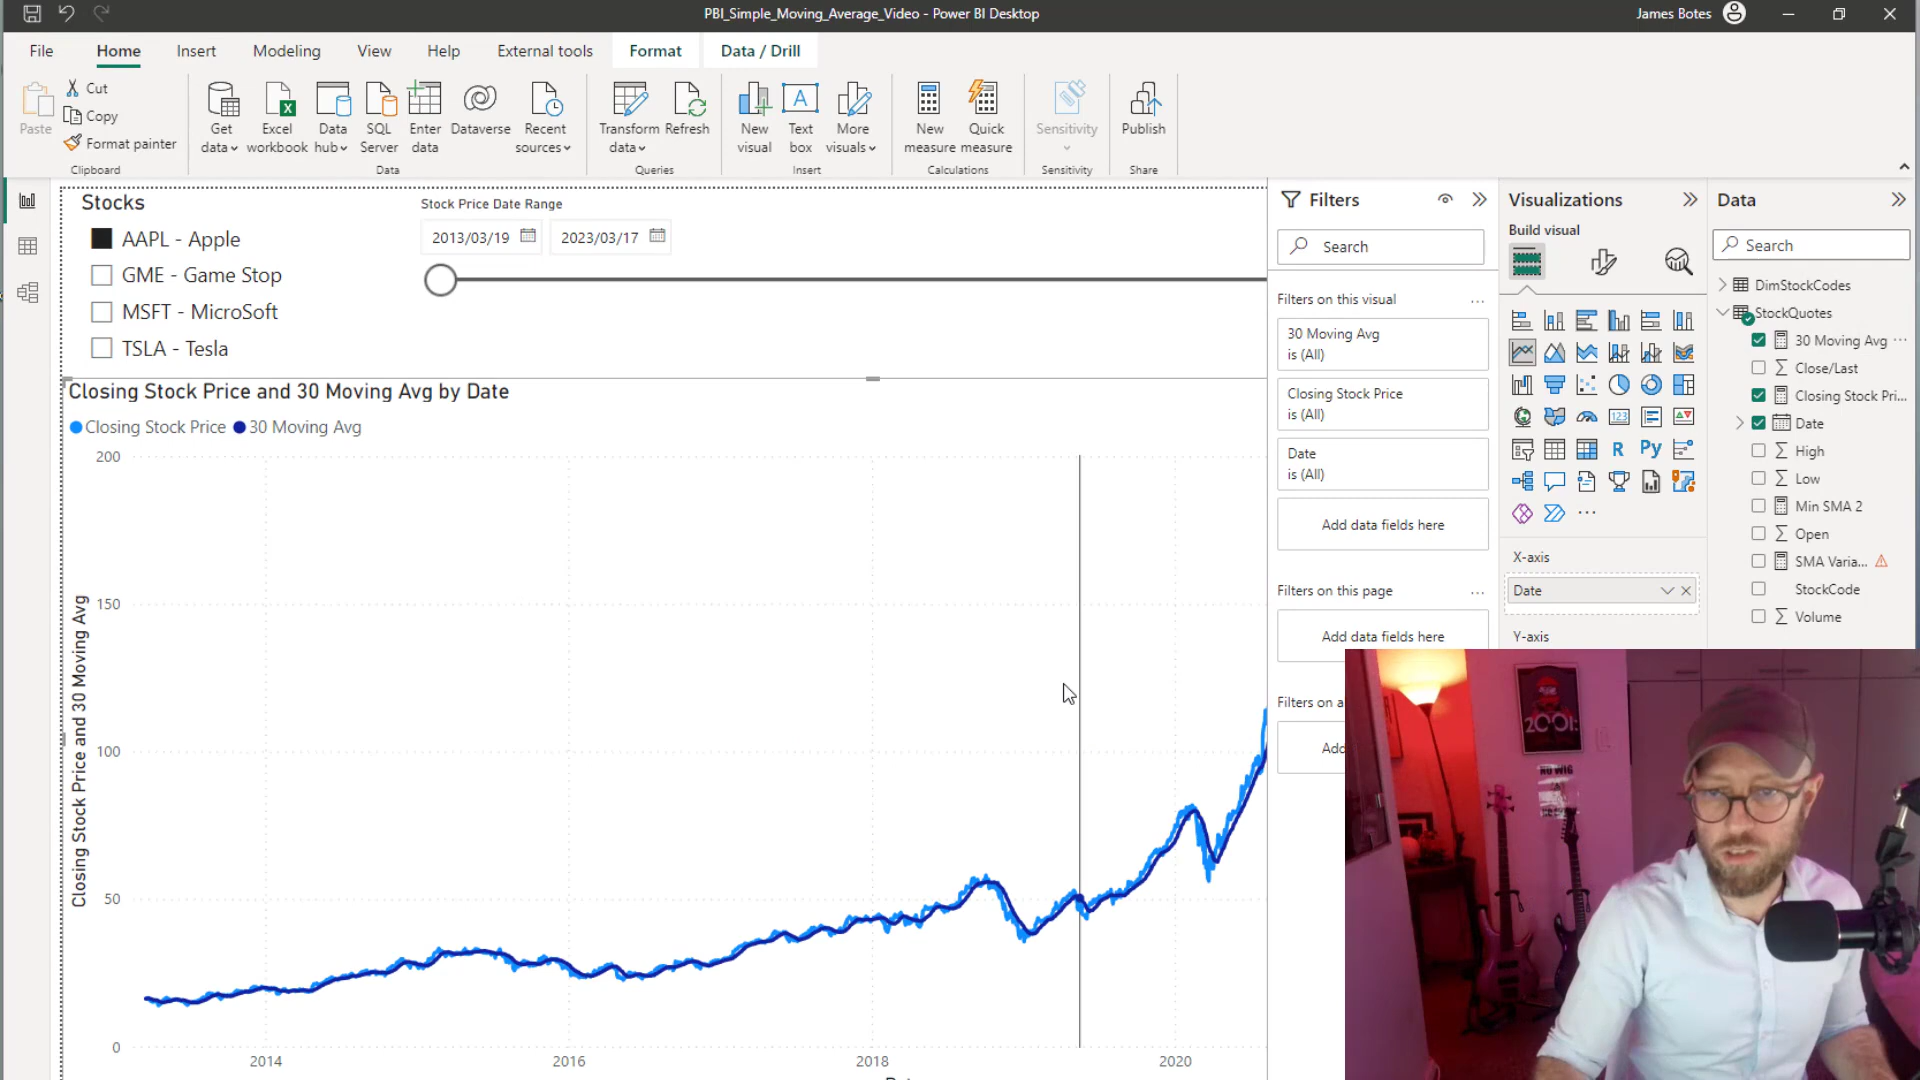 PBI_Simple_Moving_Average_Video - Power BI Desktop
James Botes
File
Home
Insert
Modeling
View
Help
External tools
Format
Data / Drill
Paste
Cut
Copy
Format painter
Clipboard
Get data
Excel workbook
Data hub
SQL Server
Enter data
Dataverse
Recent sources
Data
Transform data
Refresh
Queries
New visual
Text box
More visuals
Insert
New measure
Quick measure
Calculations
Sensitivity
Sensitivity
Publish
Share
Stocks
AAPL - Apple
GME - Game Stop
MSFT - MicroSoft
TSLA - Tesla
Stock Price Date Range
2013/03/19
2023/03/17
Closing Stock Price and 30 Moving Avg by Date
Closing Stock Price
30 Moving Avg
Closing Stock Price and 30 Moving Avg
200
150
100
50
0
2014
2016
2018
2020
Filters
Search
Filters on this visual
...
30 Moving Avg
is (All)
Closing Stock Price
is (All)
Date
is (All)
Add data fields here
Filters on this page
...
Add data fields here
Filters on a
Add
Visualizations
Build visual
123
R
Py
...
X-axis
Date
Y-axis
Data
Search
DimStockCodes
StockQuotes
30 Moving Avg
...
Close/Last
Closing Stock Pri...
Date
High
Low
Min SMA 2
Open
SMA Varia...
StockCode
Volume
2001:
NO WIG